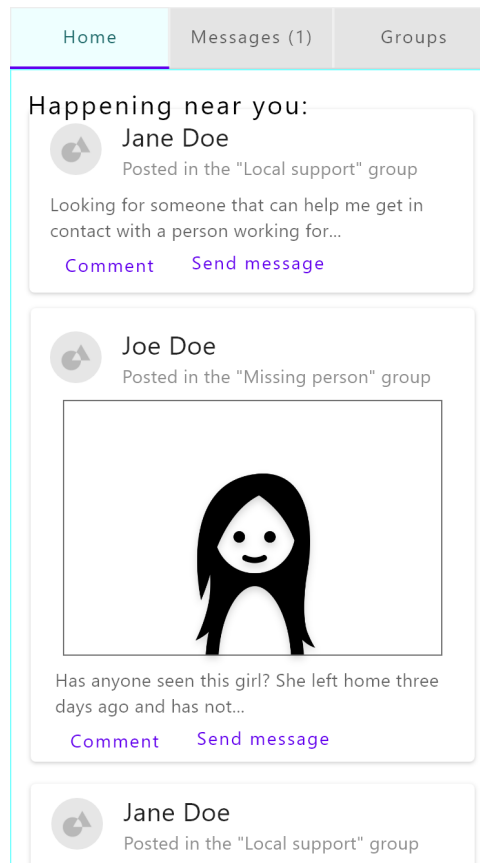 Home
Messages (1)
Groups
Happening near you:
Jane Doe
Posted in the "Local support" group
Looking for someone that can help me get in
contact with a person working for...
Comment
Send message
Joe Doe
Posted in the "Missing person" group
Has anyone seen this girl? She left home three
days ago and has not...
Comment
Send message
Jane Doe
Posted in the "Local support" group